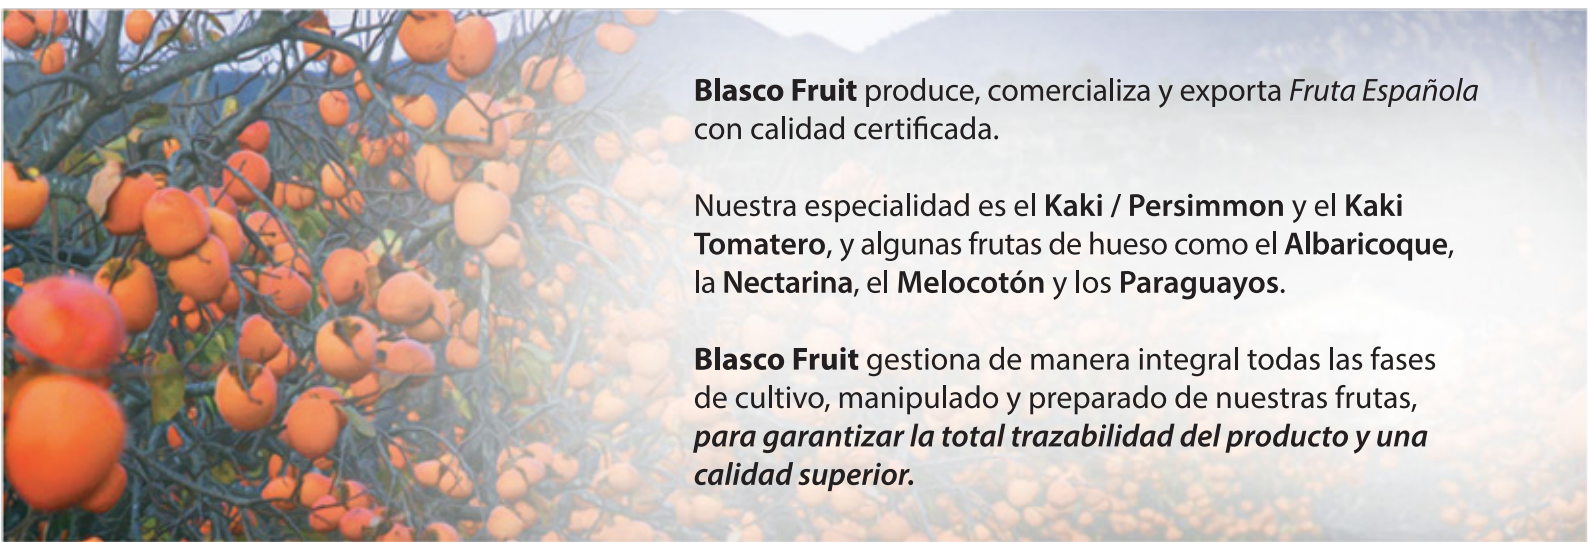 Blasco Fruit produce, comercializa y exporta Fruta Española
con calidad certificada.
Nuestra especialidad es el Kaki / Persimmon y el Kaki
Tomatero, y algunas frutas de hueso como el Albaricoque,
la Nectarina, el Melocotón y los Paraguayos.
Blasco Fruit gestiona de manera integral todas las fases
de cultivo, manipulado y preparado de nuestras frutas,
para garantizar la total trazabilidad del producto y una
calidad superior.